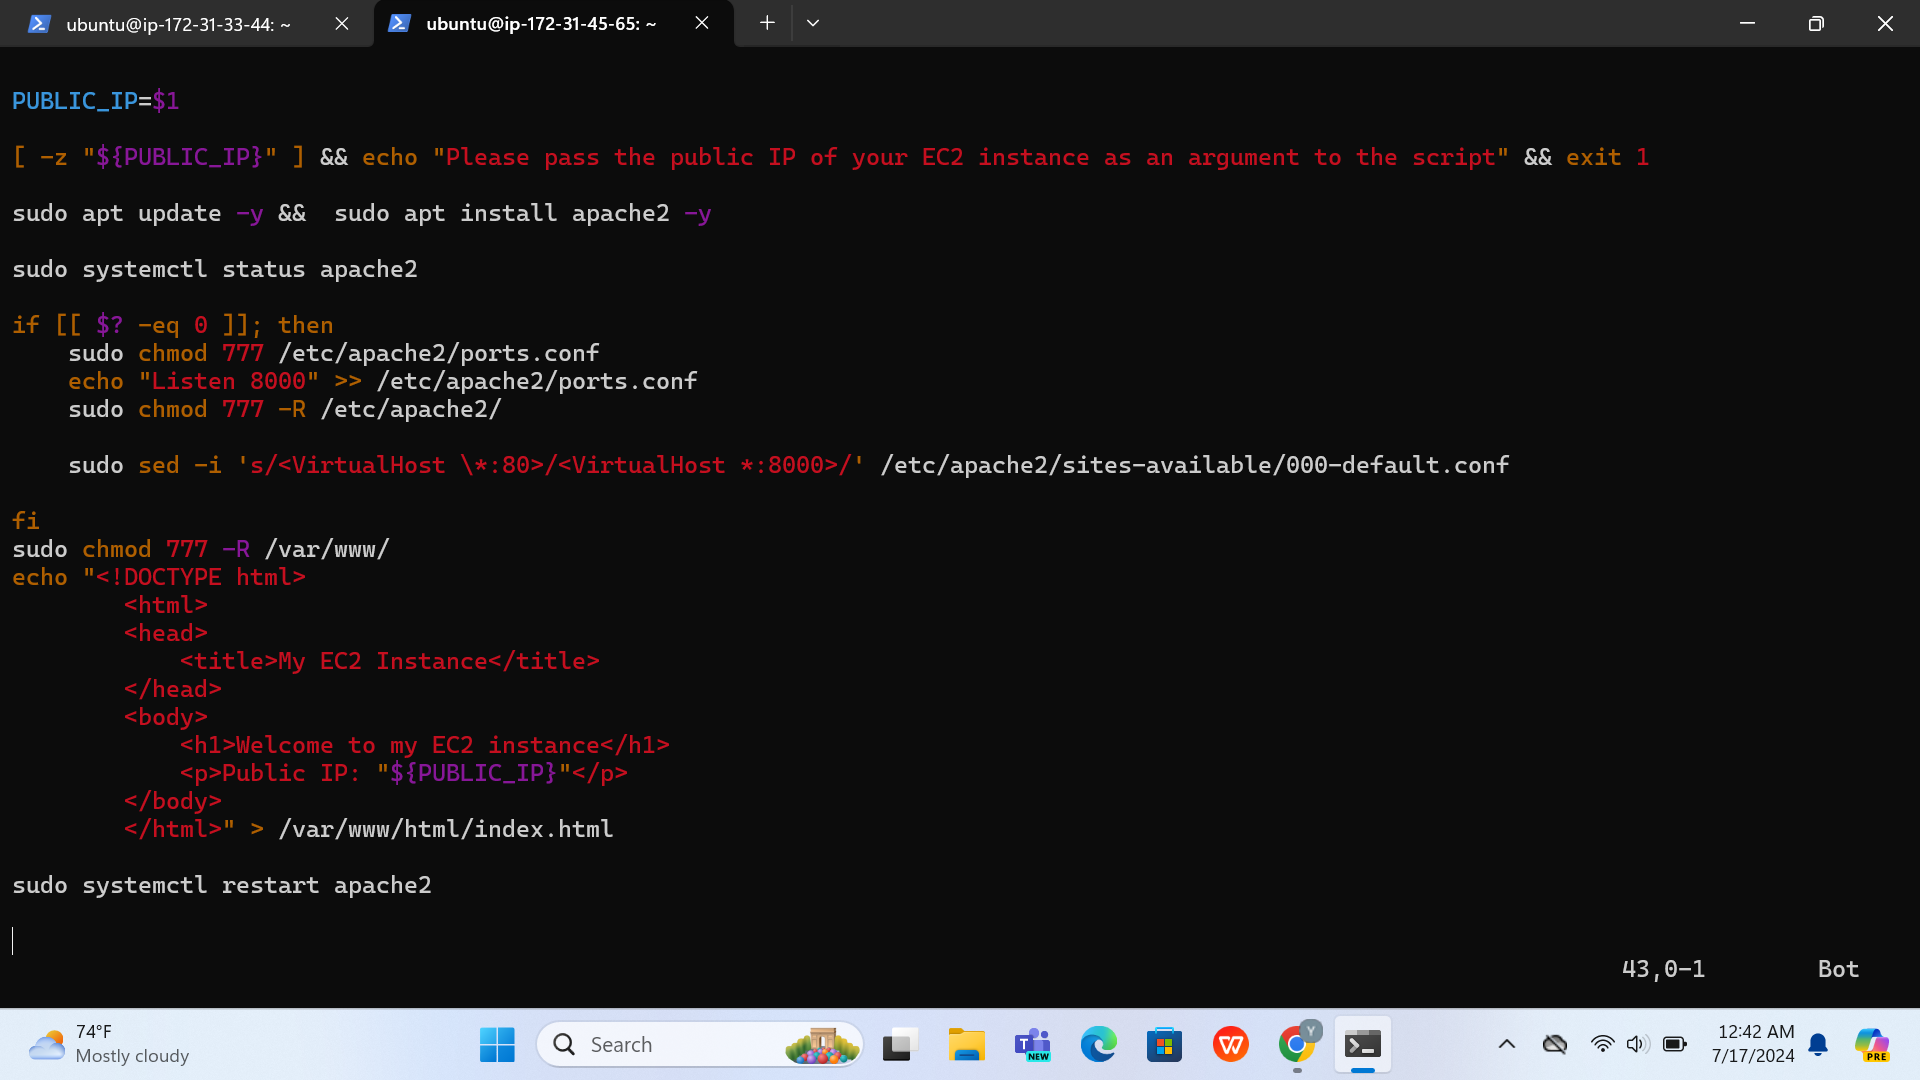 ubuntu@ip-172-31-33-44: ~
ubuntu@ip-172-31-45-65: ~
PUBLIC_IP=$1
[ -z "${PUBLIC_IP}" ] && echo "Please pass the public IP of your EC2 instance as an argument to the script" && exit 1
sudo apt update -y &&  sudo apt install apache2 -y
sudo systemctl status apache2
if [[ $? -eq 0 ]]; then
    sudo chmod 777 /etc/apache2/ports.conf
    echo "Listen 8000" >> /etc/apache2/ports.conf
    sudo chmod 777 -R /etc/apache2/
    sudo sed -i 's/<VirtualHost \*:80>/<VirtualHost *:8000>/' /etc/apache2/sites-available/000-default.conf
fi
sudo chmod 777 -R /var/www/
echo "<!DOCTYPE html>
        <html>
        <head>
            <title>My EC2 Instance</title>
        </head>
        <body>
            <h1>Welcome to my EC2 instance</h1>
            <p>Public IP: "${PUBLIC_IP}"</p>
        </body>
        </html>" > /var/www/html/index.html
sudo systemctl restart apache2
43,0-1 Bot
74°F
Mostly cloudy
Search
T
NEW
W
Y
12:42 AM
7/17/2024
PRE